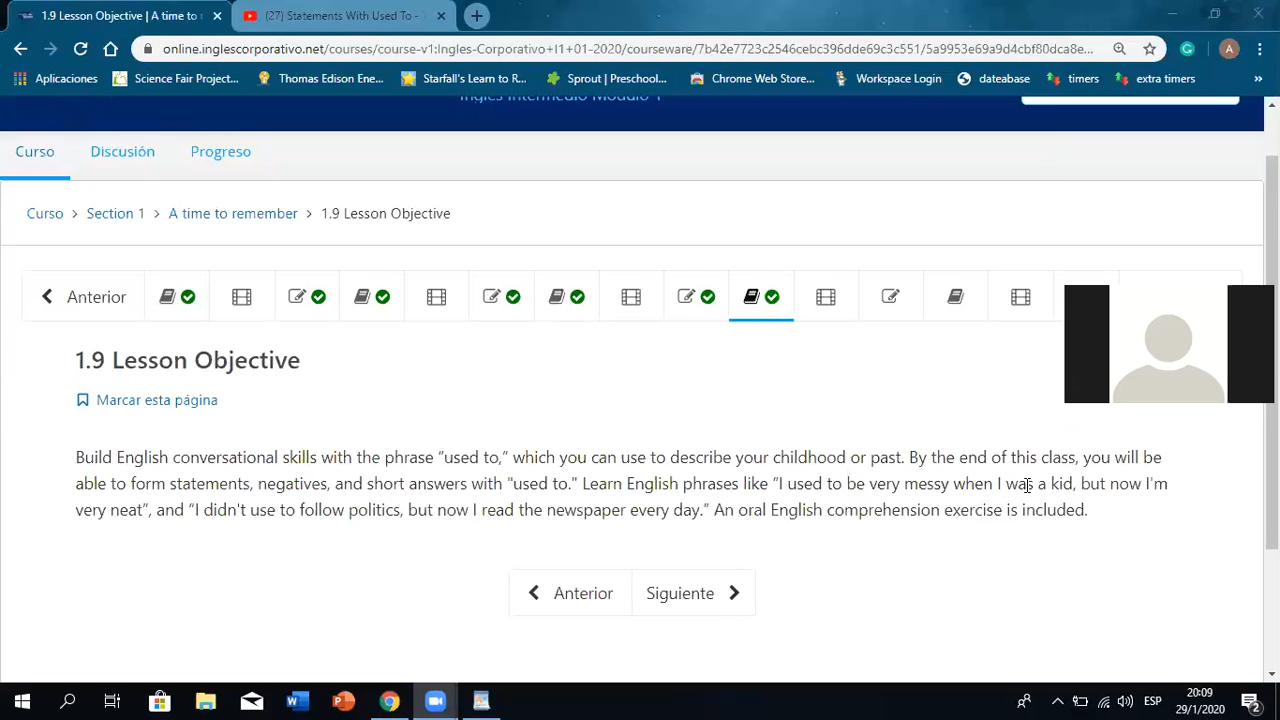 1.9 Lesson Objective | A time to r
(27) Statements With Used To -
online.inglescorporativo.net/courses/course-v1:Ingles-Corporativo+I1+01-2020/courseware/7b42e7723c2546cebc396dde69c3c551/5a9953e69a9d4cbf80dca8e...
A
Aplicaciones
Science Fair Project...
Thomas Edison Ene...
Starfall's Learn to R...
Sprout | Preschool...
Chrome Web Store...
Workspace Login
dateabase
timers
extra timers
»
Curso
Discusión
Progreso
Curso > Section 1 > A time to remember > 1.9 Lesson Objective
Anterior
1.9 Lesson Objective
Marcar esta página
Build English conversational skills with the phrase “used to,” which you can use to describe your childhood or past. By the end of this class, you will be
able to form statements, negatives, and short answers with "used to." Learn English phrases like “I used to be very messy when I was a kid, but now I'm
very neat”, and “I didn't use to follow politics, but now I read the newspaper every day.” An oral English comprehension exercise is included.
Anterior
Siguiente
ESP
20:09
29/1/2020
2